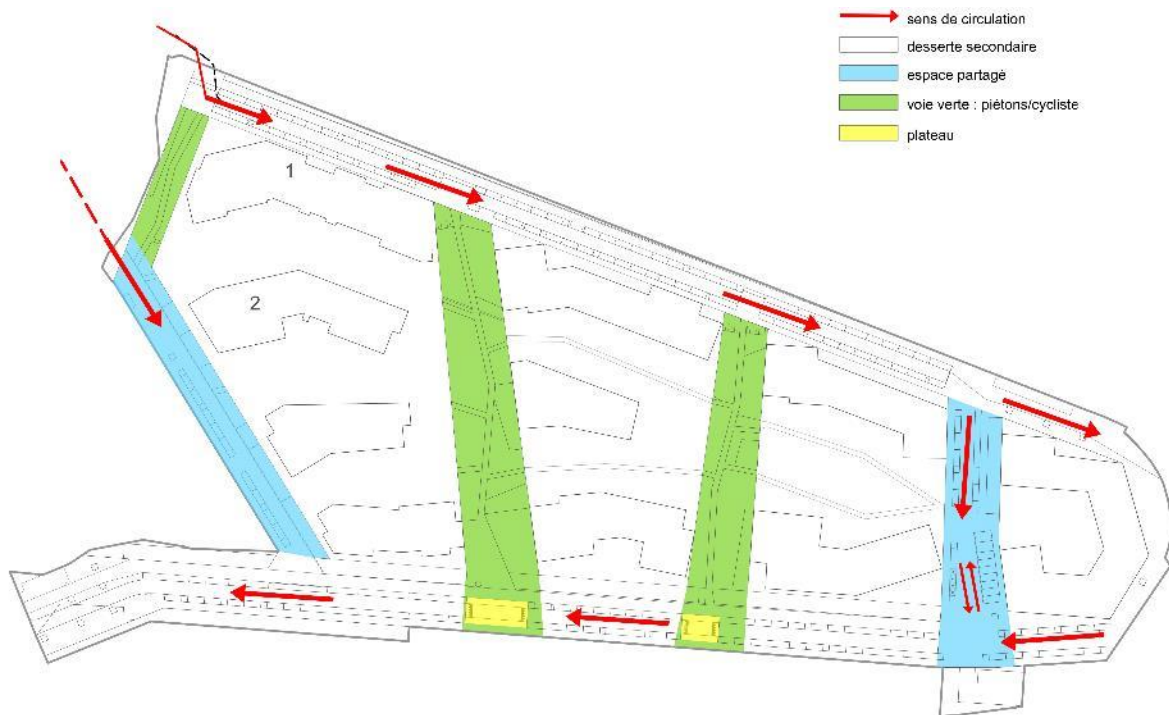 sens de circulation
desserte secondaire
espace partagé
voie verte : piétons/cycliste
plateau
1
2